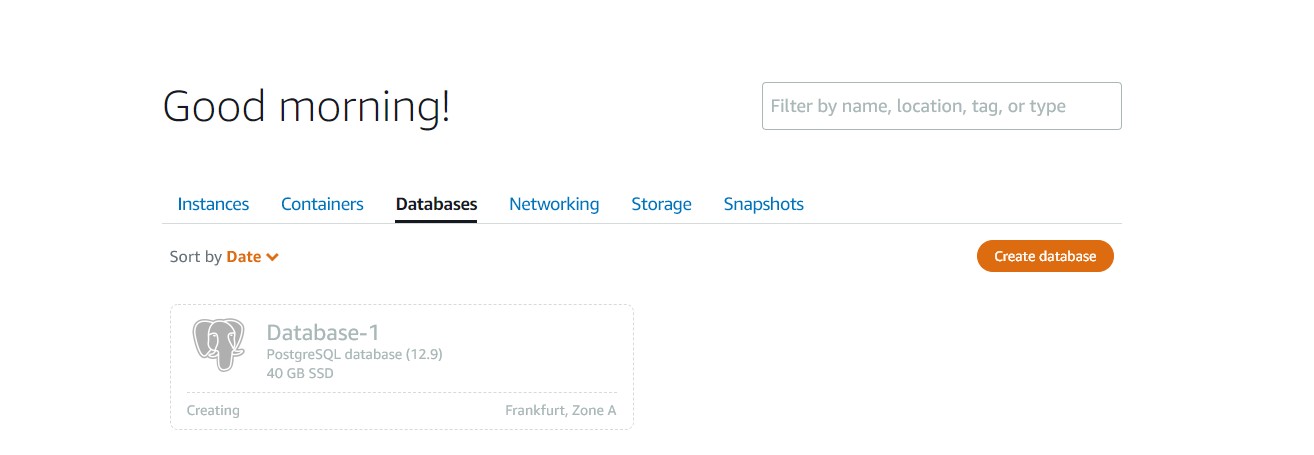 Good morning!
Filter by name, location, tag, or type
Instances Containers Databases Networking Storage Snapshots
Sort by Date
Create database
Database-1
PostgreSQL database (12.9)
40 GB SSD
Creating Frankfurt, Zone A